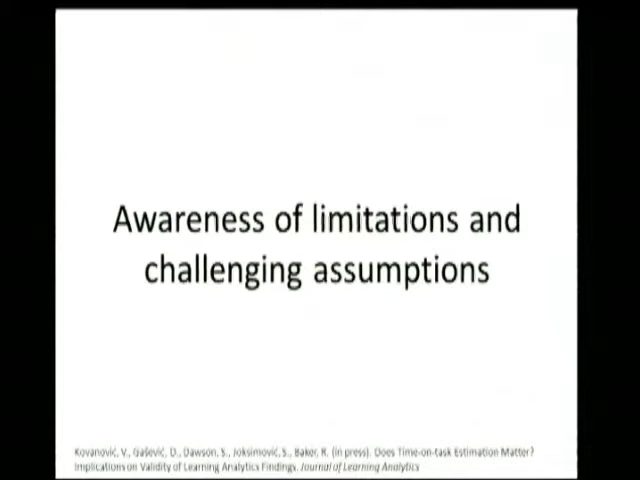 Awareness of limitations and
challenging assumptions
Kovanović, V., Gašević, D., Dawson, S., Joksimović, S., Baker, R. (in press). Does Time-on-task Estimation Matter?
Implications on Validity of Learning Analytics Findings. Journal of Learning Analytics